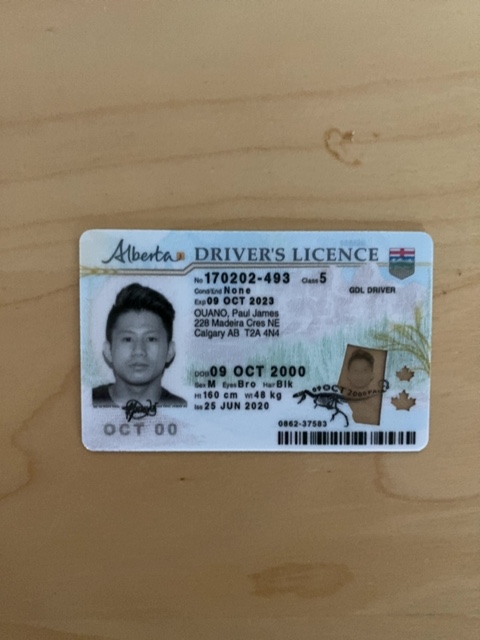 Alberta DRIVER'S LICENCE
No 170202-493 Class 5
Cond/End None GDL DRIVER
Exp 09 OCT 2023
OUANO, Paul James
228 Madeira Cres NE
Calgary AB T2A 4N4
DOB 09 OCT 2000
Sex M Eyes Bro Hair Blk
Ht 160 cm Wt 48 kg
Iss 25 JUN 2020
OCT 00
0862-37583